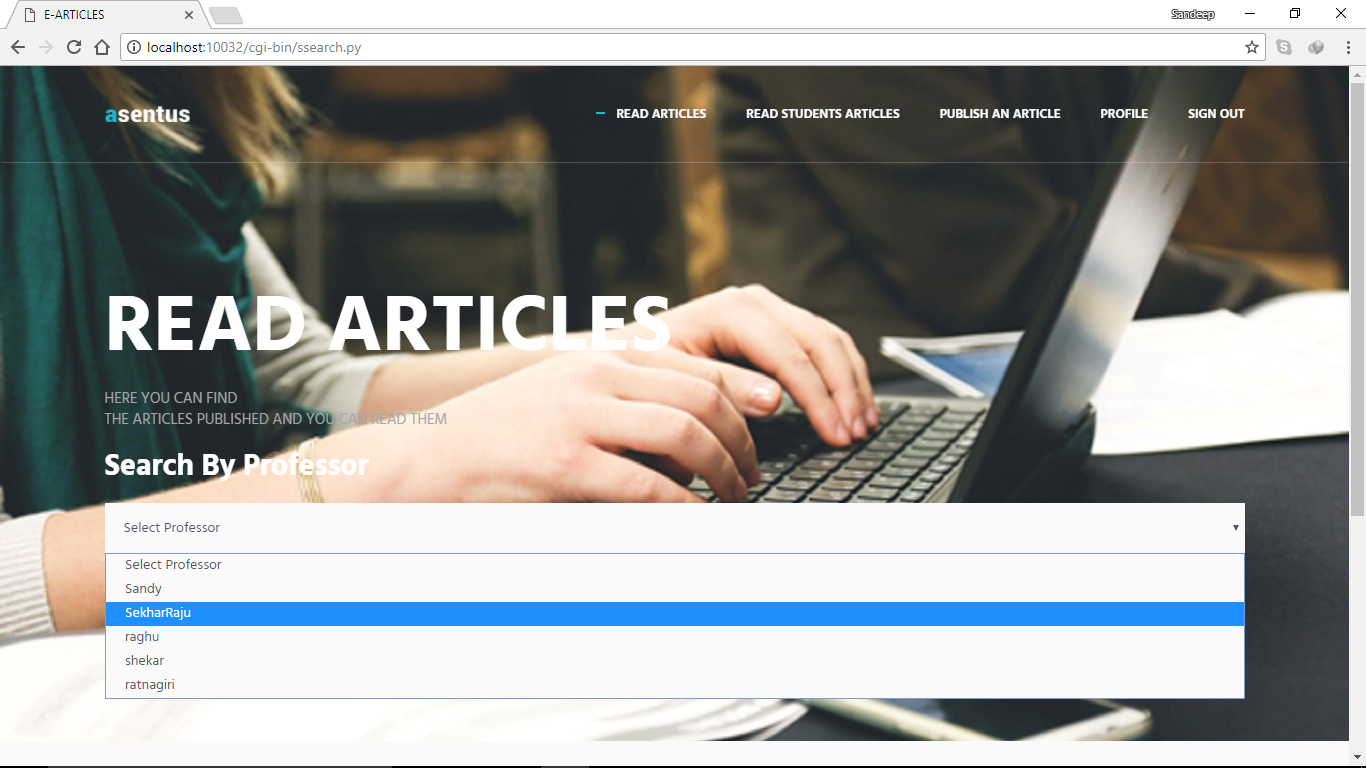 E-ARTICLES
Sandeep
localhost:10032/cgi-bin/ssearch.py
asentus
READ ARTICLES
READ STUDENTS ARTICLES
PUBLISH AN ARTICLE
PROFILE
SIGN OUT
READ ARTICLES
HERE YOU CAN FIND
THE ARTICLES PUBLISHED AND YOU CAN READ THEM
Search By Professor
Select Professor
Select Professor
Sandy
SekharRaju
raghu
shekar
ratnagiri